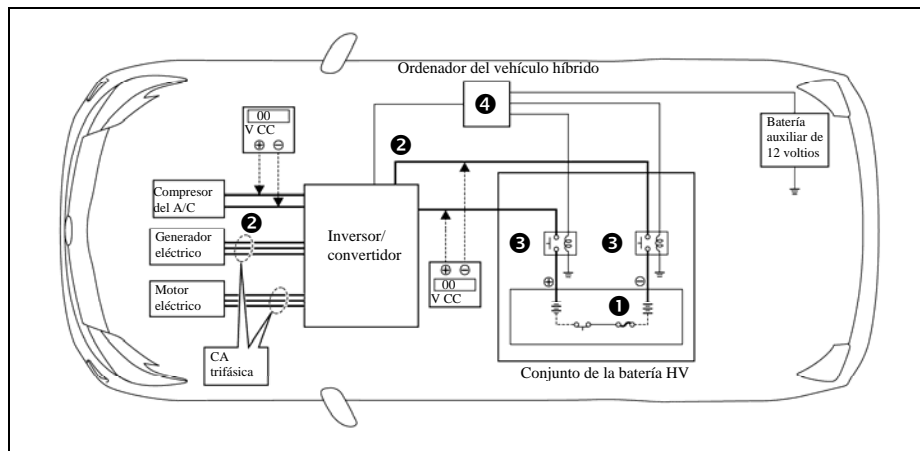 Ordenador del vehículo híbrido
❹
Batería
auxiliar de
12 voltios
00
V CC
⊕ ⊖
❷
Compresor
del A/C
❷
Generador
eléctrico
Inversor/
convertidor
Motor
eléctrico
CA
trifásica
⊕ ⊖
00
V CC
❸
❸
⊕
⊖
❶
Conjunto de la batería HV